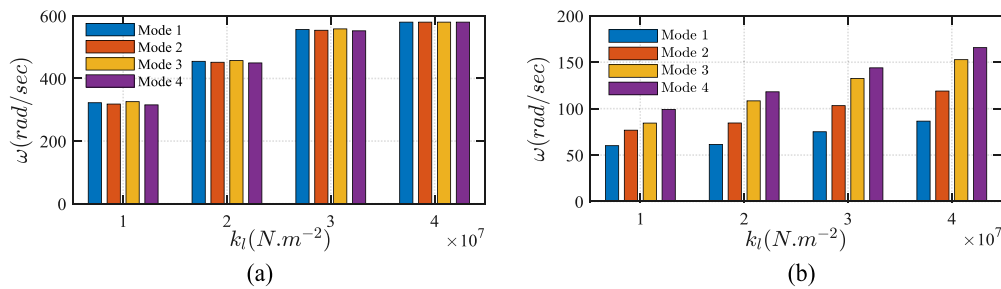 600
400
200
0
ω(rad/sec)
Mode 1
Mode 2
Mode 3
Mode 4
1 2 3 4
k_l(N.m^{-2})
×10^7
(a)
200
150
100
50
0
ω(rad/sec)
Mode 1
Mode 2
Mode 3
Mode 4
1 2 3 4
k_l(N.m^{-2})
×10^7
(b)